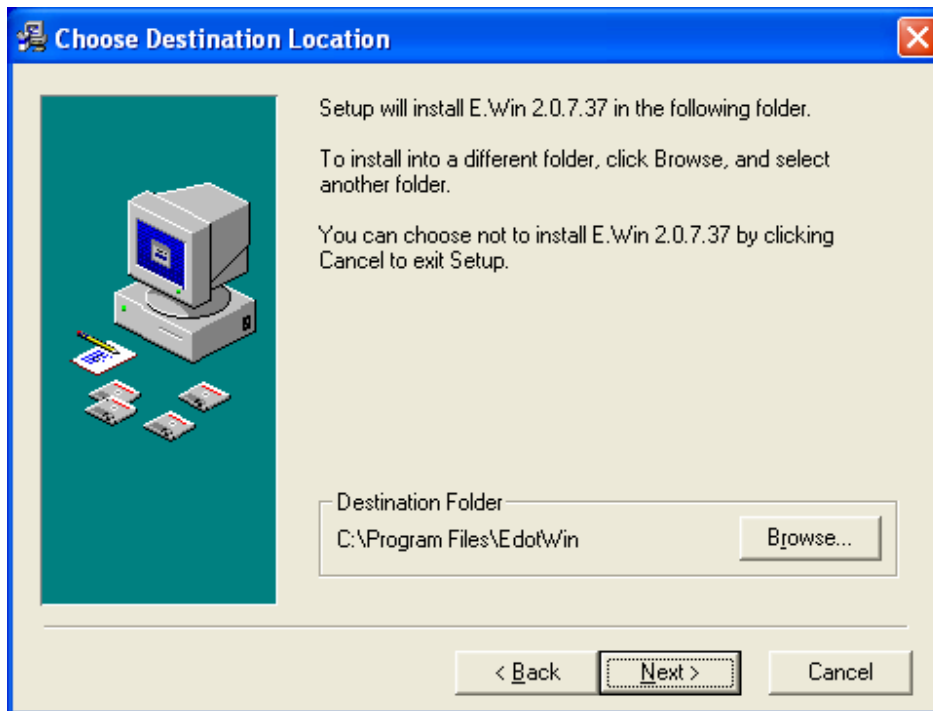 Choose Destination Location
Setup will install E.Win 2.0.7.37 in the following folder.
To install into a different folder, click Browse, and select
another folder.
You can choose not to install E.Win 2.0.7.37 by clicking
Cancel to exit Setup.
Destination Folder
C:\Program Files\EdotWin
Browse...
< Back
Next >
Cancel